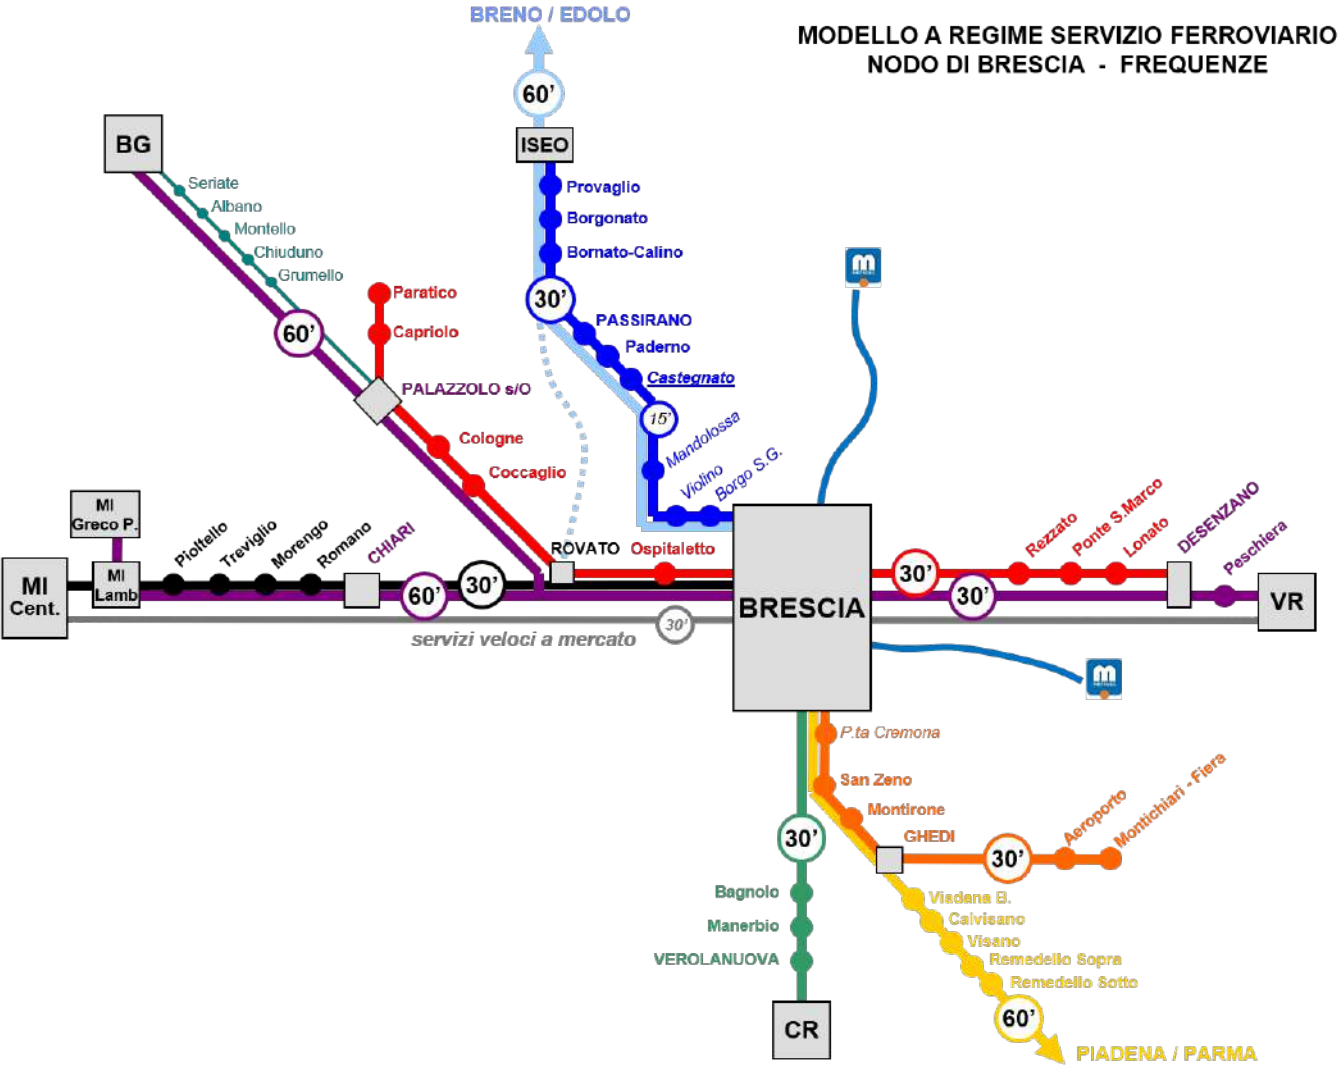 BRENO / EDOLO
MODELLO A REGIME SERVIZIO FERROVIARIO
NODO DI BRESCIA - FREQUENZE
60'
BG
ISEO
Seriate
Albano
Montello
Chiuduno
Grumello
Provaglio
Borgonato
Bornato-Calino
30'
60'
Paratico
Capriolo
PALAZZOLO s/O
PASSIRANO
Paderno
Castegnato
15'
Mandolossa
Violino
Borgo S.G.
Cologne
Coccaglio
MI
Greco P.
MI
Cent.
MI
Lamb
Pioltello
Treviglio
Morengo
Romano
CHIARI
60'
30'
ROVATO
Ospitaletto
servizi veloci a mercato
30'
BRESCIA
30'
30'
Rezzato
Ponte S.Marco
Lonato
DESENZANO
Peschiera
VR
m
m
P.ta Cremona
San Zeno
Montirone
GHEDI
30'
Aeroporto
Montichiari - Fiera
30'
Bagnolo
Manerbio
VEROLANUOVA
CR
Viadana B.
Calvisano
Visano
Remedello Sopra
Remedello Sotto
60'
PIADENA / PARMA